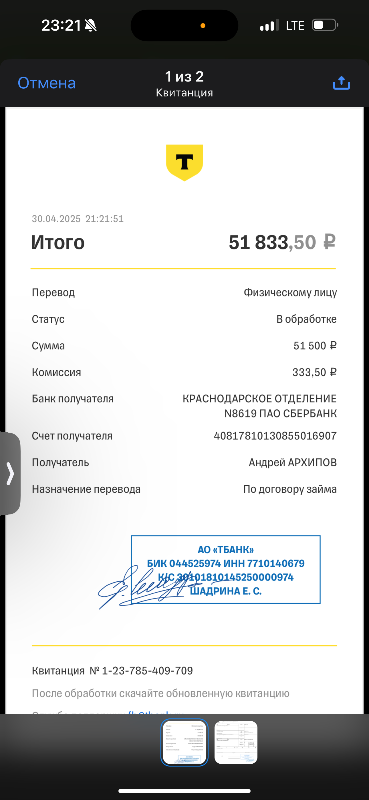 23:21
LTE
Отмена
1 из 2
Квитанция
Т
30.04.2025 21:21:51
Итого 51 833,50 ₽
Перевод Физическому лицу
Статус В обработке
Сумма 51 500 ₽
Комиссия 333,50 ₽
Банк получателя КРАСНОДАРСКОЕ ОТДЕЛЕНИЕ
N8619 ПАО СБЕРБАНК
Счет получателя 40817810130855016907
Получатель Андрей АРХИПОВ
Назначение перевода По договору займа
АО «ТБАНК»
БИК 044525974 ИНН 7710140679
К/С 30101810145250000974
ШАДРИНА Е. С.
Квитанция № 1-23-785-409-709
После обработки скачайте обновленную квитанцию